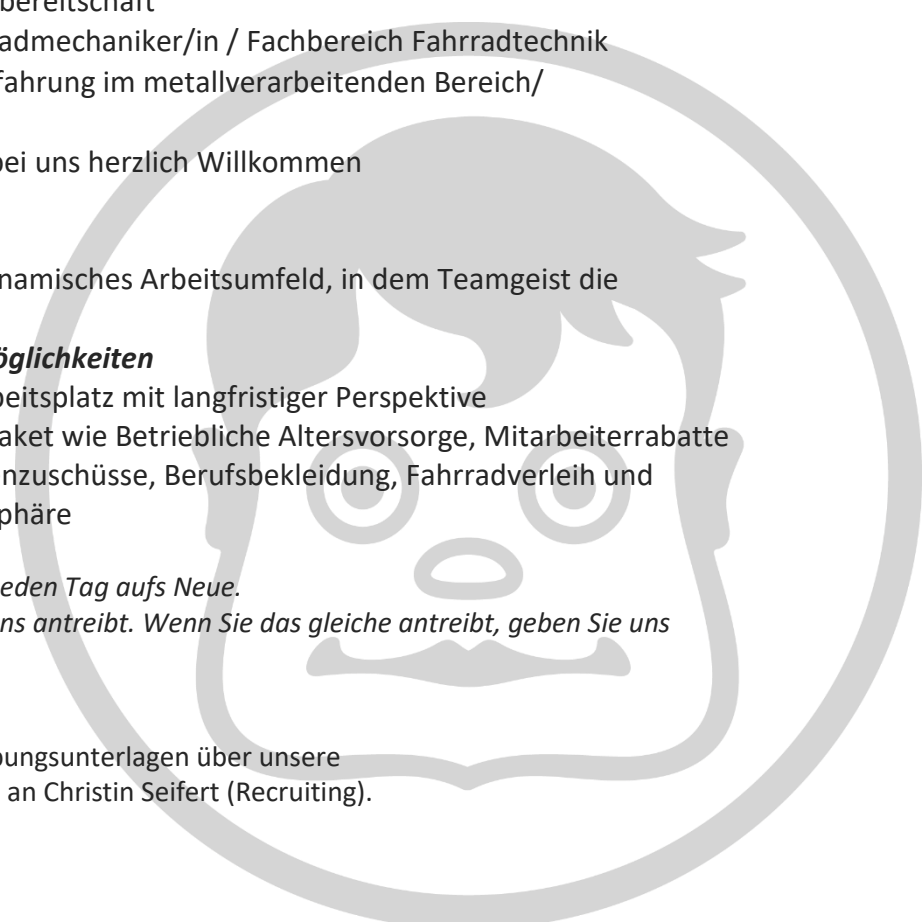 bereitschaft
admechaniker/in / Fachbereich Fahrradtechnik
fahrung im metallverarbeitenden Bereich/
bei uns herzlich Willkommen
namisches Arbeitsumfeld, in dem Teamgeist die
öglichkeiten
beitsplatz mit langfristiger Perspektive
aket wie Betriebliche Altersvorsorge, Mitarbeiterrabatte
nzuschüsse, Berufsbekleidung, Fahrradverleih und
phäre
eden Tag aufs Neue.
ns antreibt. Wenn Sie das gleiche antreibt, geben Sie uns
bungsunterlagen über unsere
an Christin Seifert (Recruiting).